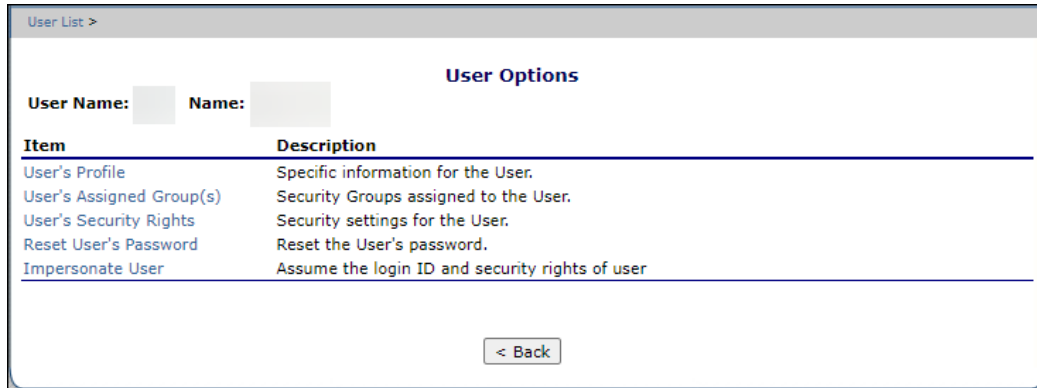 User List >
User Options
User Name: Name:
Item Description
User's Profile Specific information for the User.
User's Assigned Group(s) Security Groups assigned to the User.
User's Security Rights Security settings for the User.
Reset User's Password Reset the User's password.
Impersonate User Assume the login ID and security rights of user
< Back